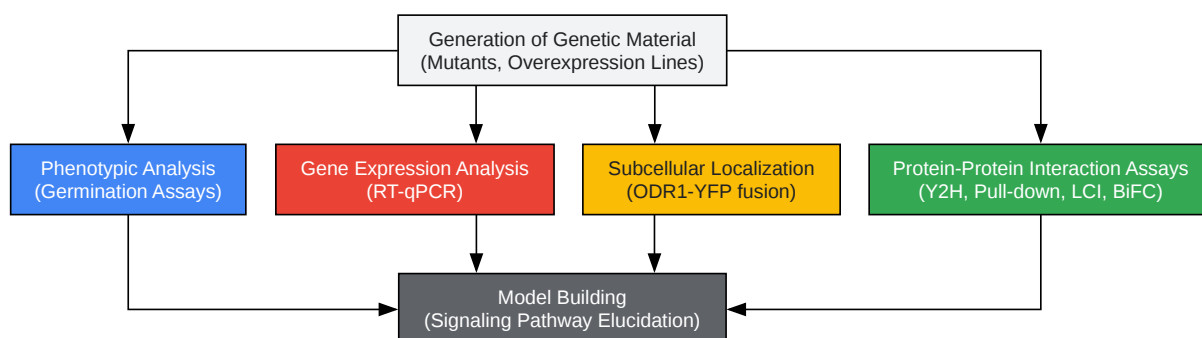 Generation of Genetic Material
(Mutants, Overexpression Lines)
Phenotypic Analysis
(Germination Assays)
Gene Expression Analysis
(RT-qPCR)
Subcellular Localization
(ODR1-YFP fusion)
Protein-Protein Interaction Assays
(Y2H, Pull-down, LCI, BiFC)
Model Building
(Signaling Pathway Elucidation)